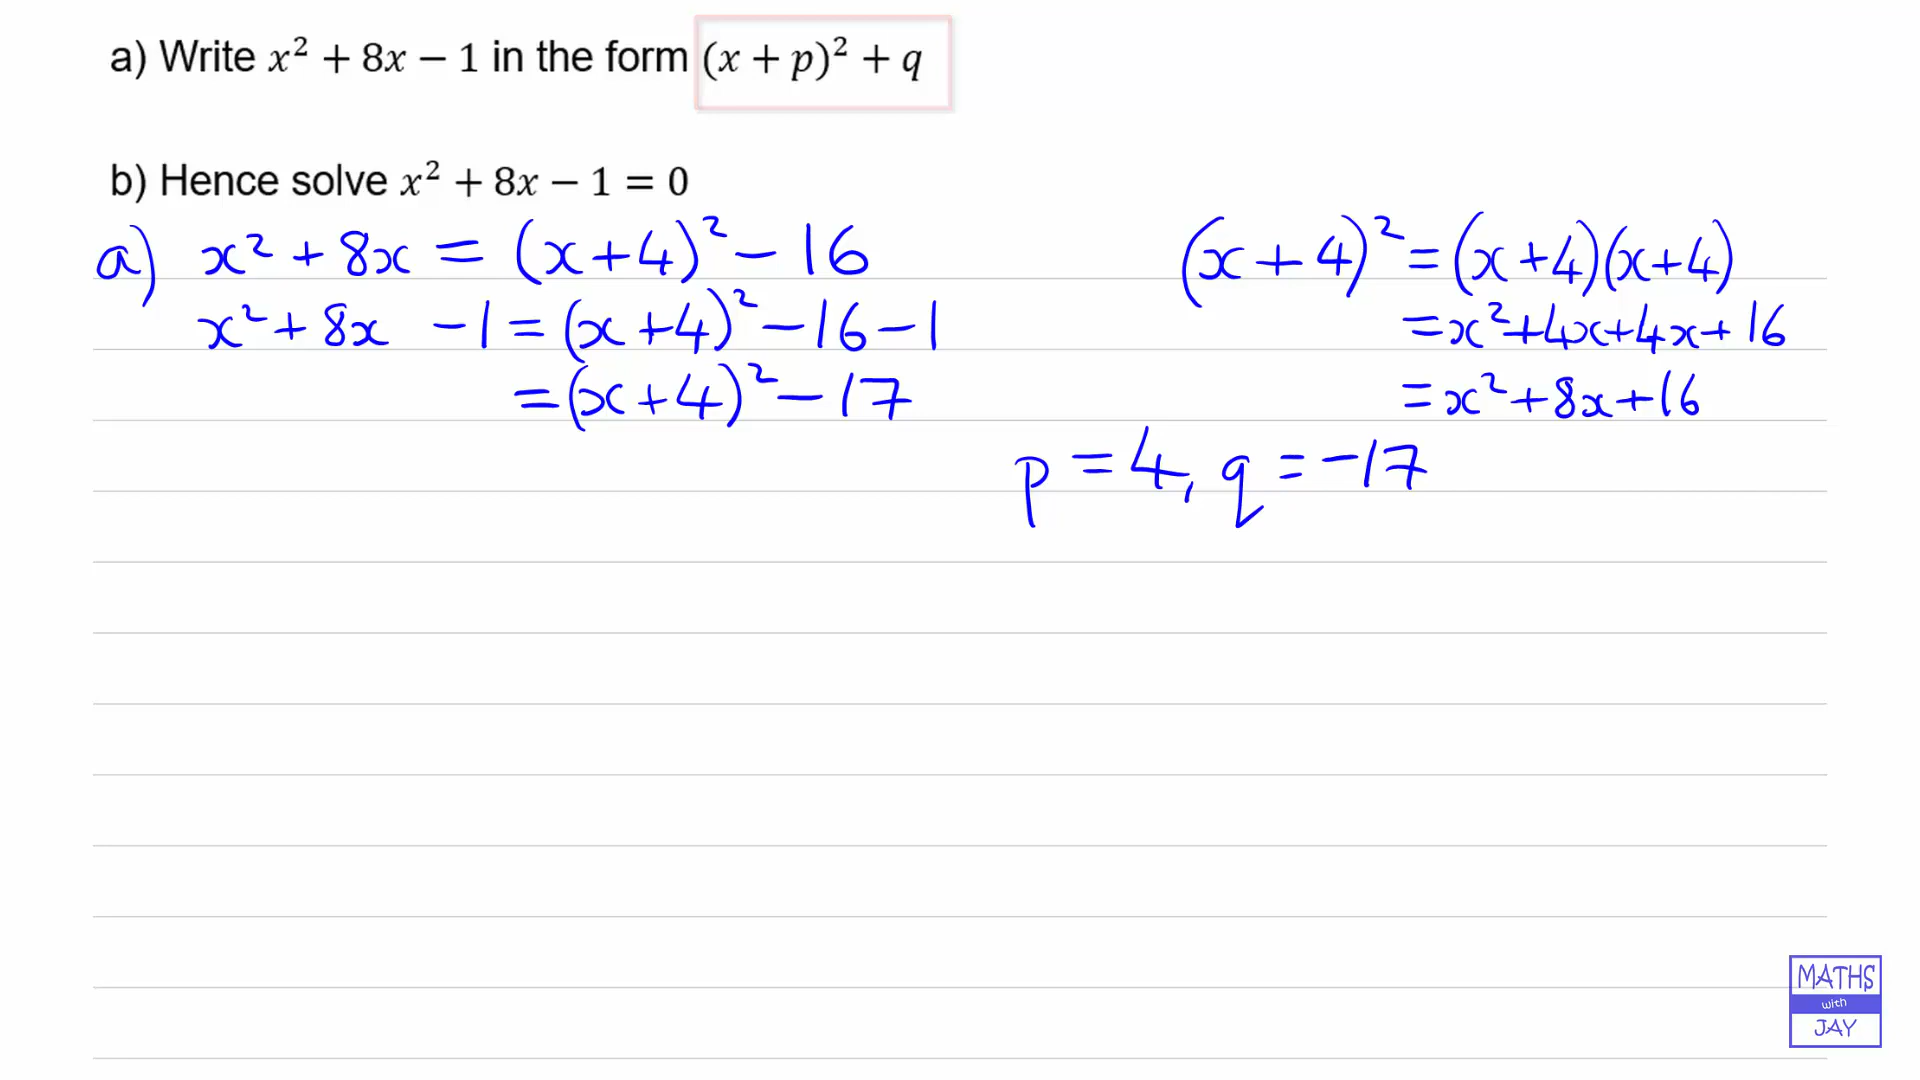 a) Write x² + 8x − 1 in the form (x + p)² + q
b) Hence solve x² + 8x − 1 = 0
a) x² + 8x = (x+4)² − 16
x² + 8x − 1 = (x+4)² − 16 − 1
= (x+4)² − 17
(x + 4)² = (x+4)(x+4)
= x² + 4x + 4x + 16
= x² + 8x + 16
p = 4, q = −17
MATHS
with
JAY